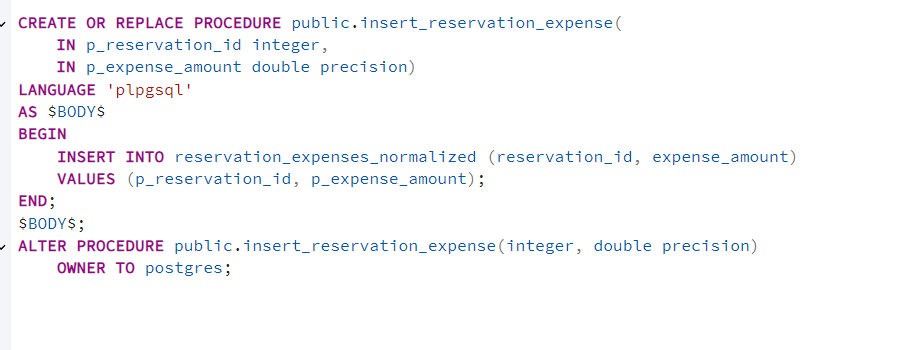 CREATE OR REPLACE PROCEDURE public.insert_reservation_expense(
    IN p_reservation_id integer,
    IN p_expense_amount double precision)
LANGUAGE 'plpgsql'
AS $BODY$
BEGIN
    INSERT INTO reservation_expenses_normalized (reservation_id, expense_amount)
    VALUES (p_reservation_id, p_expense_amount);
END;
$BODY$;
ALTER PROCEDURE public.insert_reservation_expense(integer, double precision)
    OWNER TO postgres;